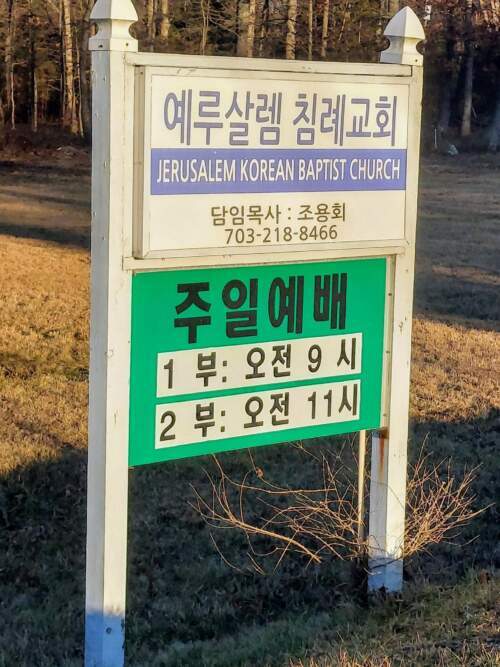 예루살렘 침례교회
JERUSALEM KOREAN BAPTIST CHURCH
담임목사 : 조용회
703-218-8466
주일예배
1 부: 오전 9 시
2 부: 오전 11시